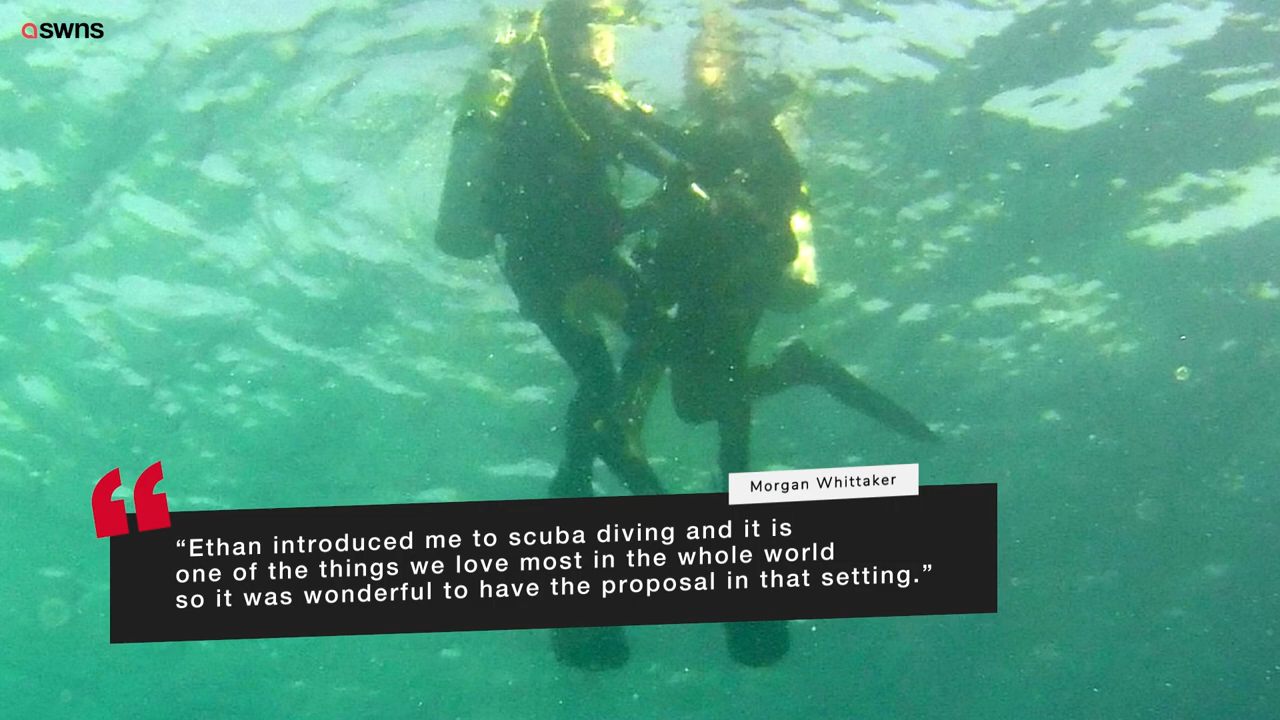 swns
Morgan Whittaker
“Ethan introduced me to scuba diving and it is
one of the things we love most in the whole world
so it was wonderful to have the proposal in that setting.”